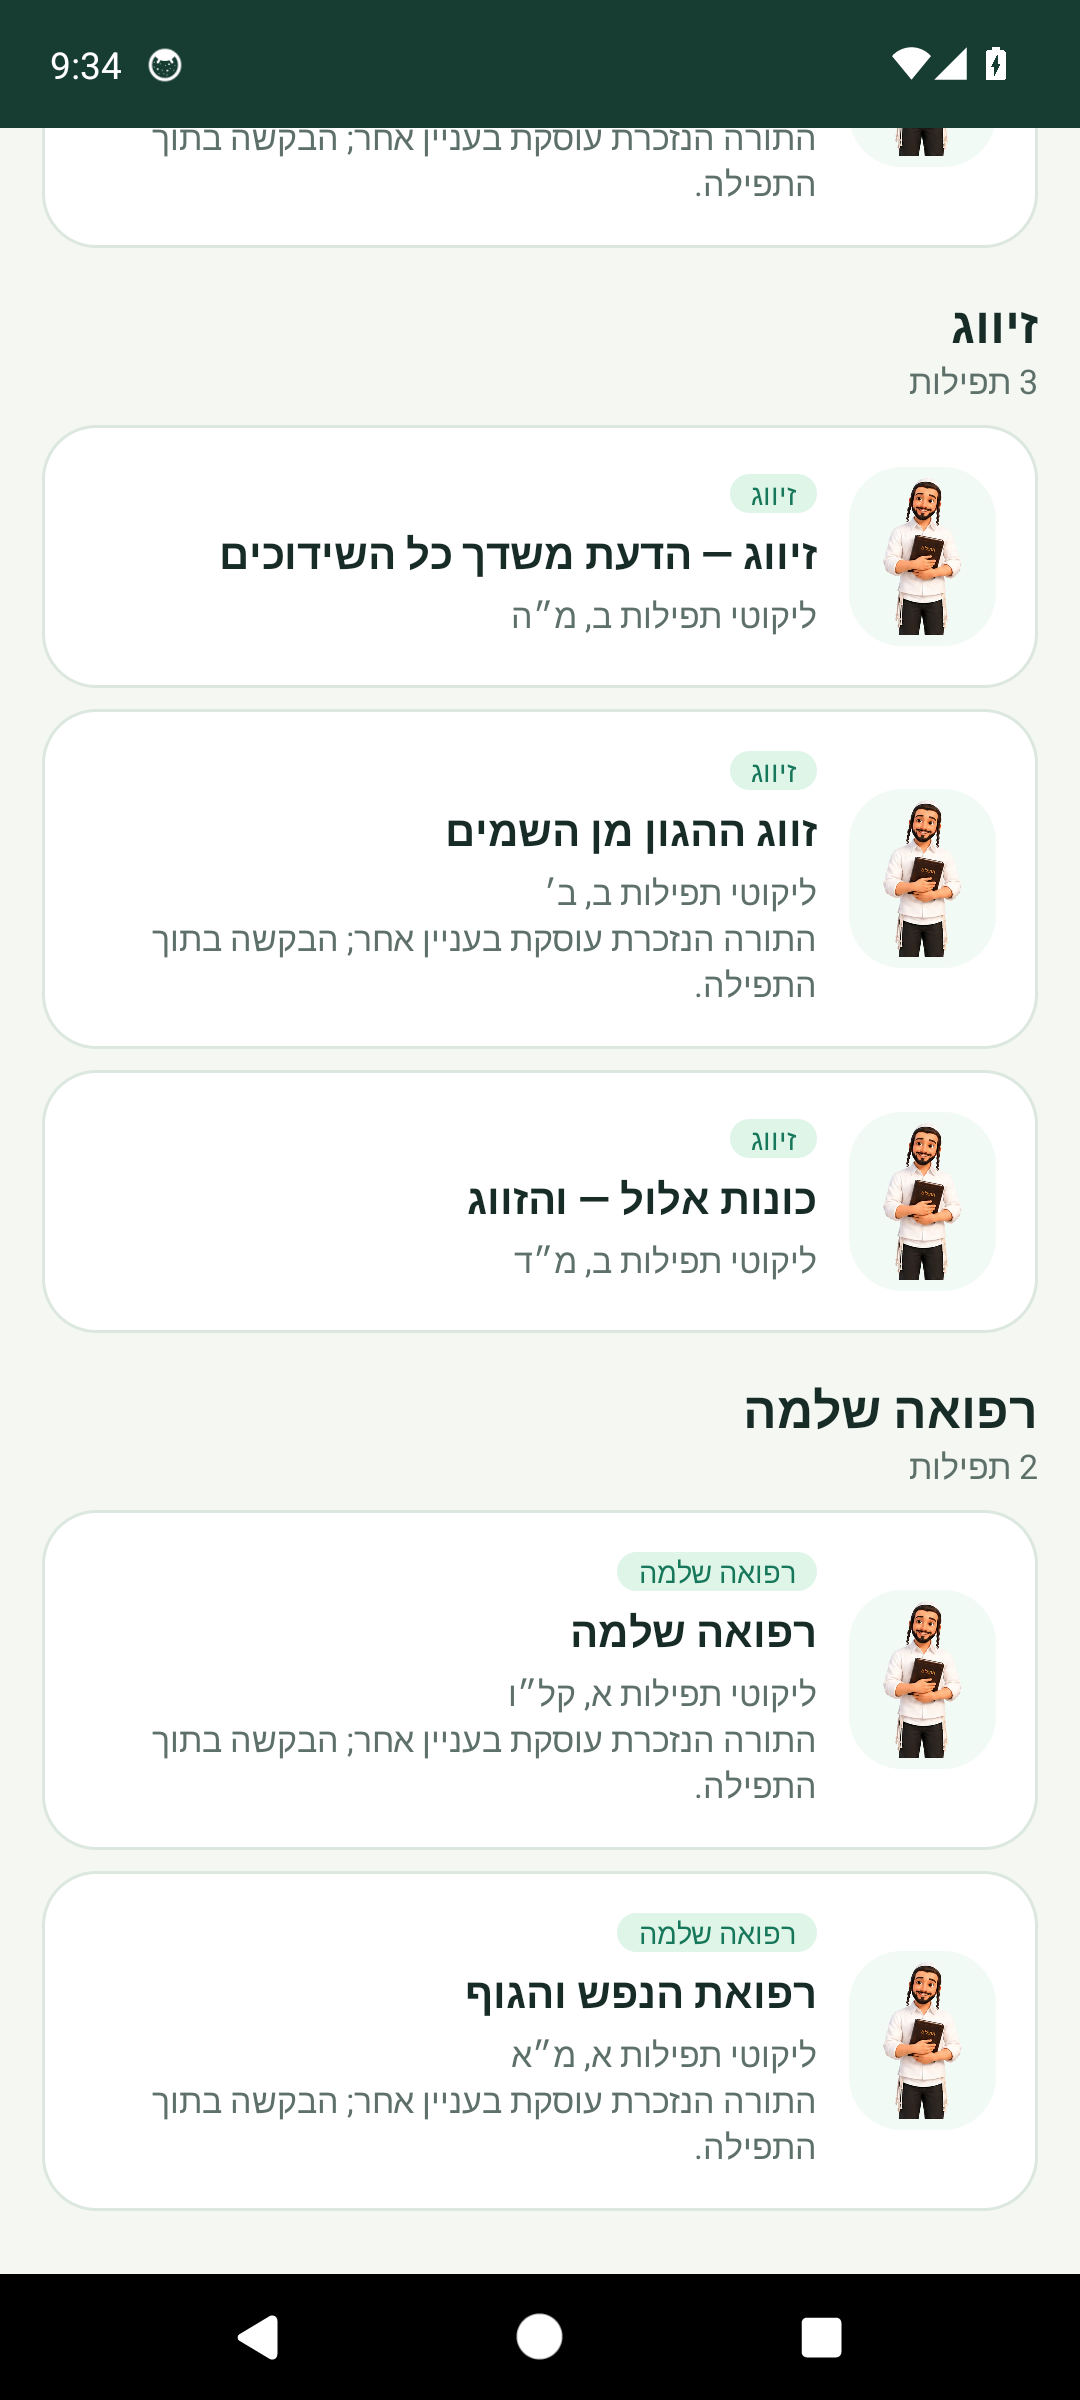 9:34
התורה הנזכרת עוסקת בעניין אחר; הבקשה בתוך
התפילה.
זיווג
3 תפילות
זיווג
זיווג – הדעת משדך כל השידוכים
ליקוטי תפילות ב, מ״ה
זיווג
זווג ההגון מן השמים
ליקוטי תפילות ב, ב׳
התורה הנזכרת עוסקת בעניין אחר; הבקשה בתוך
התפילה.
זיווג
כונות אלול – והזווג
ליקוטי תפילות ב, מ״ד
רפואה שלמה
2 תפילות
רפואה שלמה
רפואה שלמה
ליקוטי תפילות א, קל״ו
התורה הנזכרת עוסקת בעניין אחר; הבקשה בתוך
התפילה.
רפואה שלמה
רפואת הנפש והגוף
ליקוטי תפילות א, מ״א
התורה הנזכרת עוסקת בעניין אחר; הבקשה בתוך
התפילה.